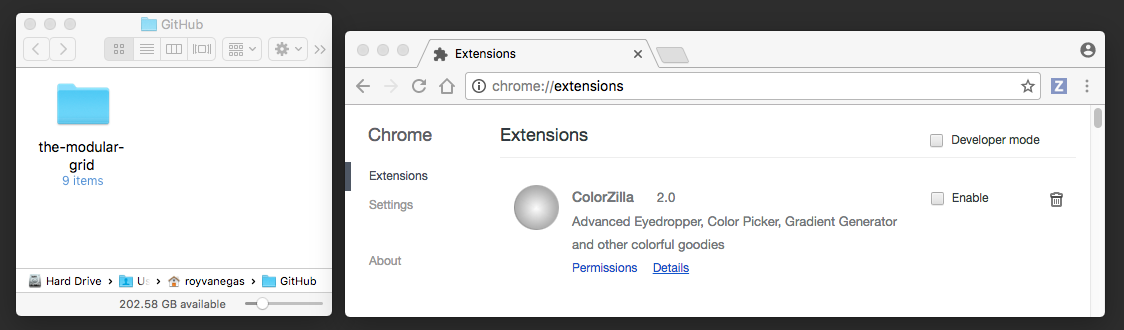 GitHub
the-modular-
grid
9 items
Hard Drive › Us › royvanegas › GitHub
202.58 GB available
Extensions
chrome://extensions
Z
Chrome
Extensions
Settings
About
Extensions
Developer mode
ColorZilla 2.0
Enable
Advanced Eyedropper, Color Picker, Gradient Generator
and other colorful goodies
Permissions Details